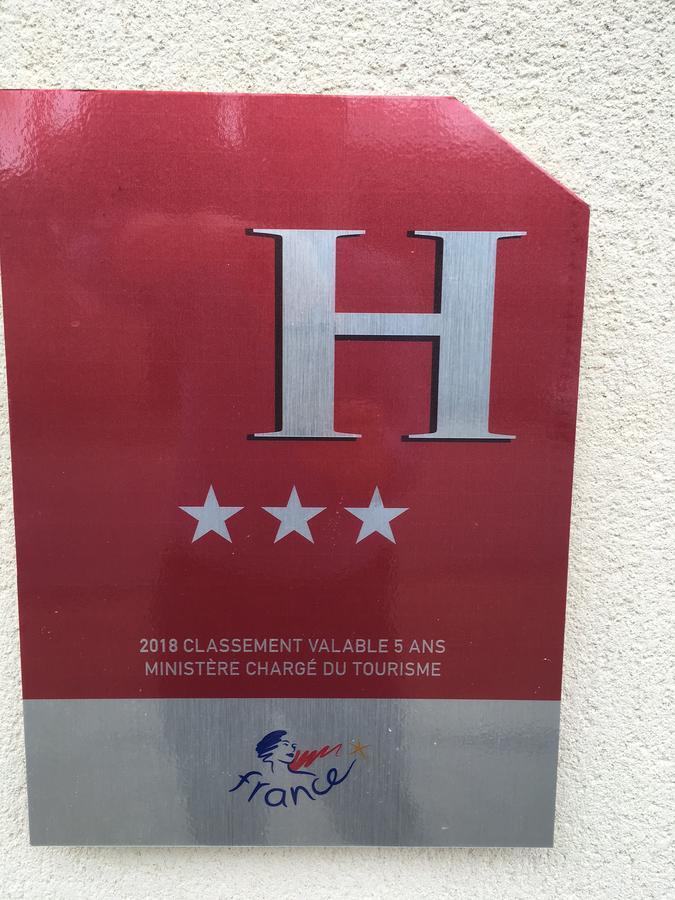 H
2018 CLASSEMENT VALABLE 5 ANS
MINISTÈRE CHARGÉ DU TOURISME
france